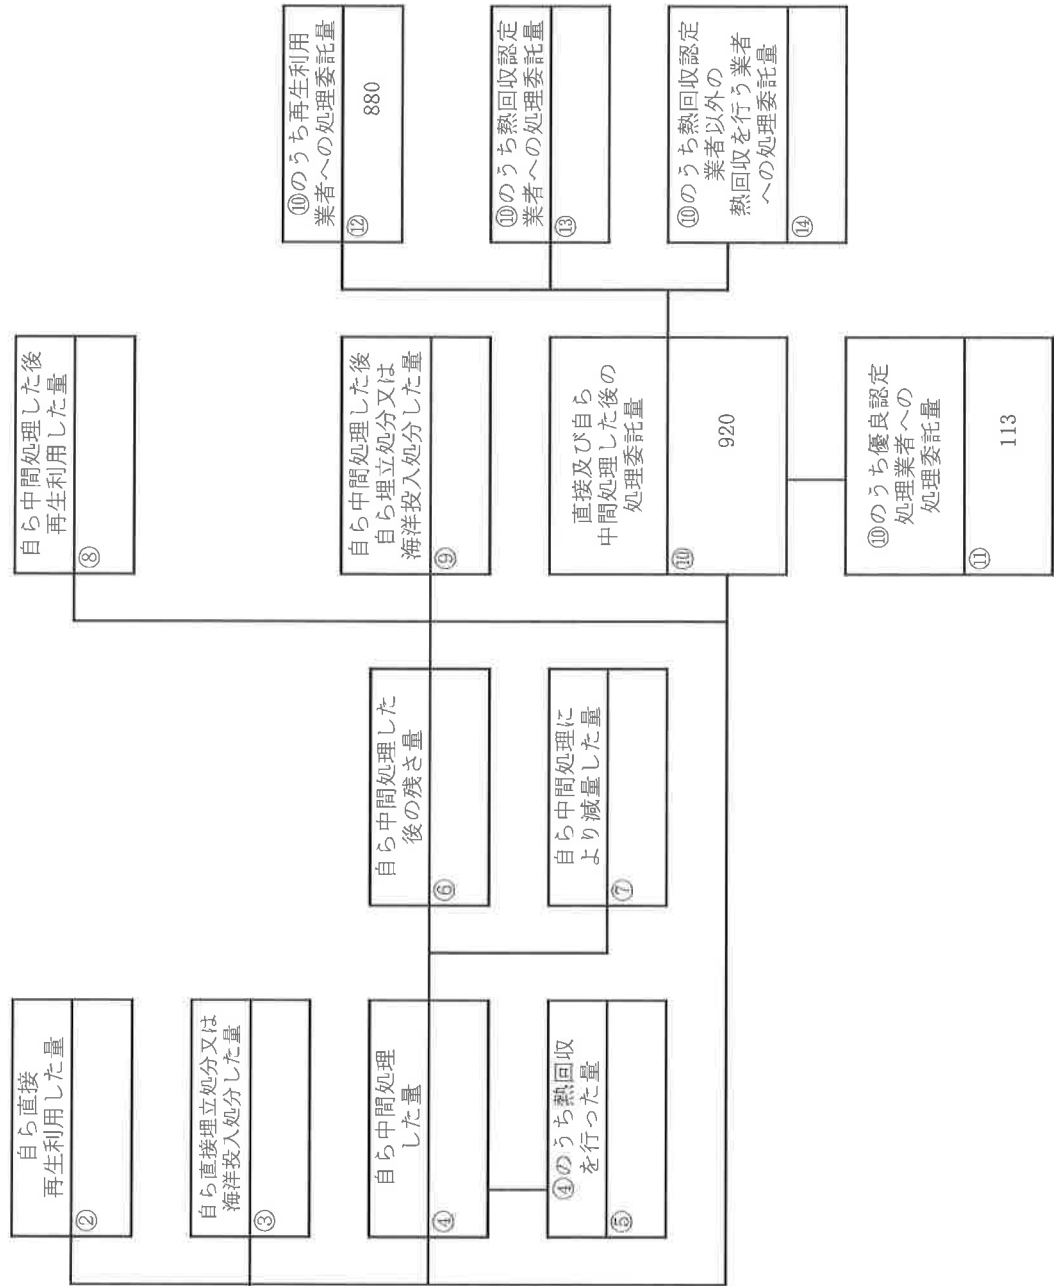 自ら直接
再生利用した量
②
自ら直接埋立処分又は
海洋投入処分した量
③
自ら中間処理
した量
④
④のうち熱回収
を行った量
⑤
自ら中間処理した
後の残さ量
⑥
自ら中間処理に
より減量した量
⑦
自ら中間処理した後
再生利用した量
⑧
自ら中間処理した後
自ら埋立処分又は
海洋投入処分した量
⑨
直接及び自ら
中間処理した後の
処理委託量
⑩
920
⑩のうち優良認定
処理業者への
処理委託量
⑪
113
⑩のうち再生利用
業者への処理委託量
⑫
880
⑩のうち熱回収認定
業者への処理委託量
⑬
⑩のうち熱回収認定
業者以外の
熱回収を行う業者
への処理委託量
⑭